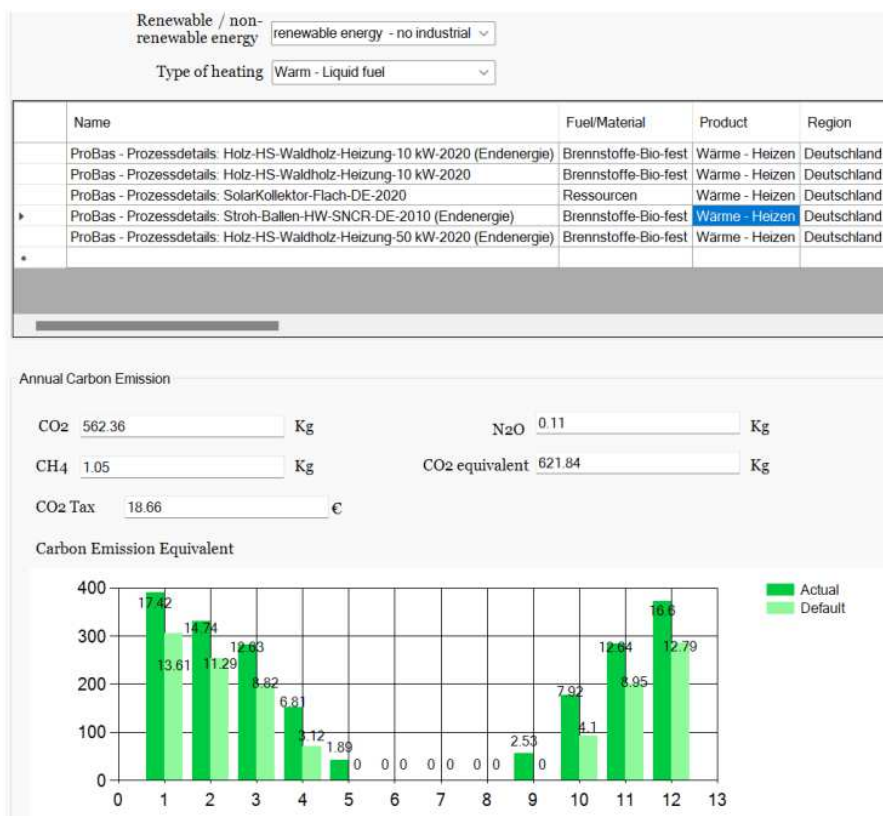 Renewable / non-
renewable energy
renewable energy - no industrial
Type of heating Warm - Liquid fuel
Name Fuel/Material Product Region
ProBas - Prozessdetails: Holz-HS-Waldholz-Heizung-10 kW-2020 (Endenergie) Brennstoffe-Bio-fest Wärme - Heizen Deutschland
ProBas - Prozessdetails: Holz-HS-Waldholz-Heizung-10 kW-2020 Brennstoffe-Bio-fest Wärme - Heizen Deutschland
ProBas - Prozessdetails: SolarKollektor-Flach-DE-2020 Ressourcen Wärme - Heizen Deutschland
ProBas - Prozessdetails: Stroh-Ballen-HW-SNCR-DE-2010 (Endenergie) Brennstoffe-Bio-fest Wärme - Heizen Deutschland
ProBas - Prozessdetails: Holz-HS-Waldholz-Heizung-50 kW-2020 (Endenergie) Brennstoffe-Bio-fest Wärme - Heizen Deutschland
Annual Carbon Emission
CO2 562.36 Kg N2O 0.11 Kg
CH4 1.05 Kg CO2 equivalent 621.84 Kg
CO2 Tax 18.66 €
Carbon Emission Equivalent
400
300
200
100
0
17.42 13.61 14.74 11.29 12.63 8.82 6.81 3.12 1.89 0 0 0 0 0 0 0 2.53 0 7.92 4.1 12.64 8.95 16.6 12.79
0 1 2 3 4 5 6 7 8 9 10 11 12 13
Actual
Default